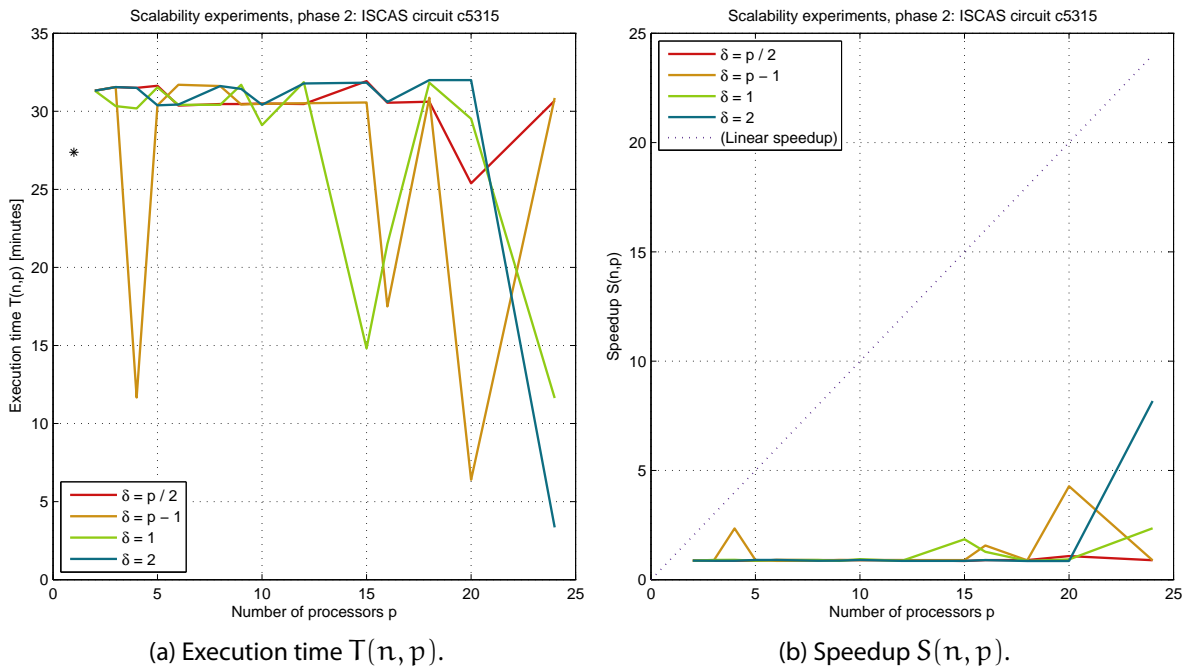 Scalability experiments, phase 2: ISCAS circuit c5315
35
30
25
20
15
10
5
0
Execution time T(n,p) [minutes]
*
δ = p / 2
δ = p − 1
δ = 1
δ = 2
0
5
10
15
20
25
Number of processors p
(a) Execution time T(n, p).
Scalability experiments, phase 2: ISCAS circuit c5315
25
20
15
10
5
0
Speedup S(n,p)
δ = p / 2
δ = p − 1
δ = 1
δ = 2
(Linear speedup)
0
5
10
15
20
25
Number of processors p
(b) Speedup S(n, p).